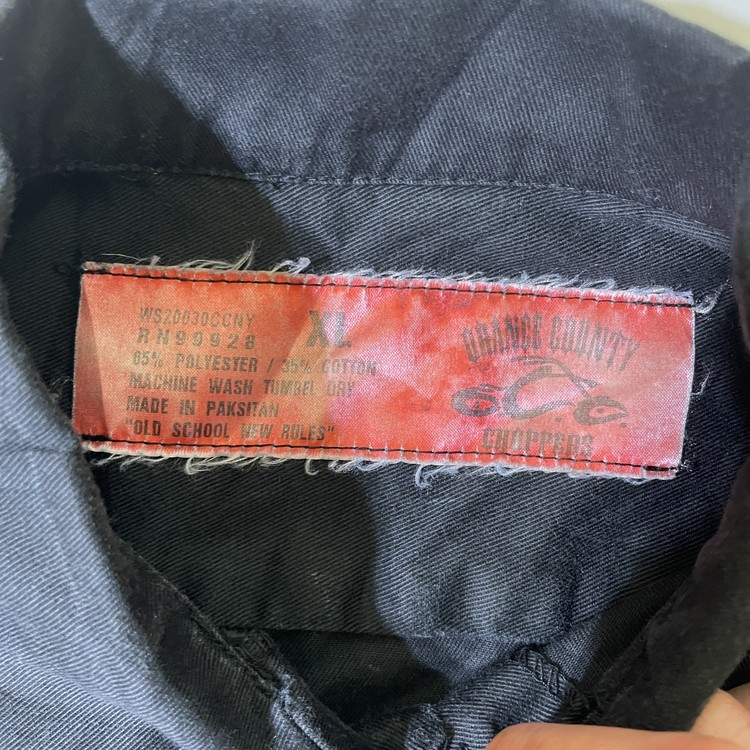 WS20030CCNY
RN99928
XL
65% POLYESTER / 35% COTTON
MACHINE WASH TUMBEL DRY
MADE IN PAKSITAN
"OLD SCHOOL NEW RULES"
ORANGE COUNTY
CHOPPERS